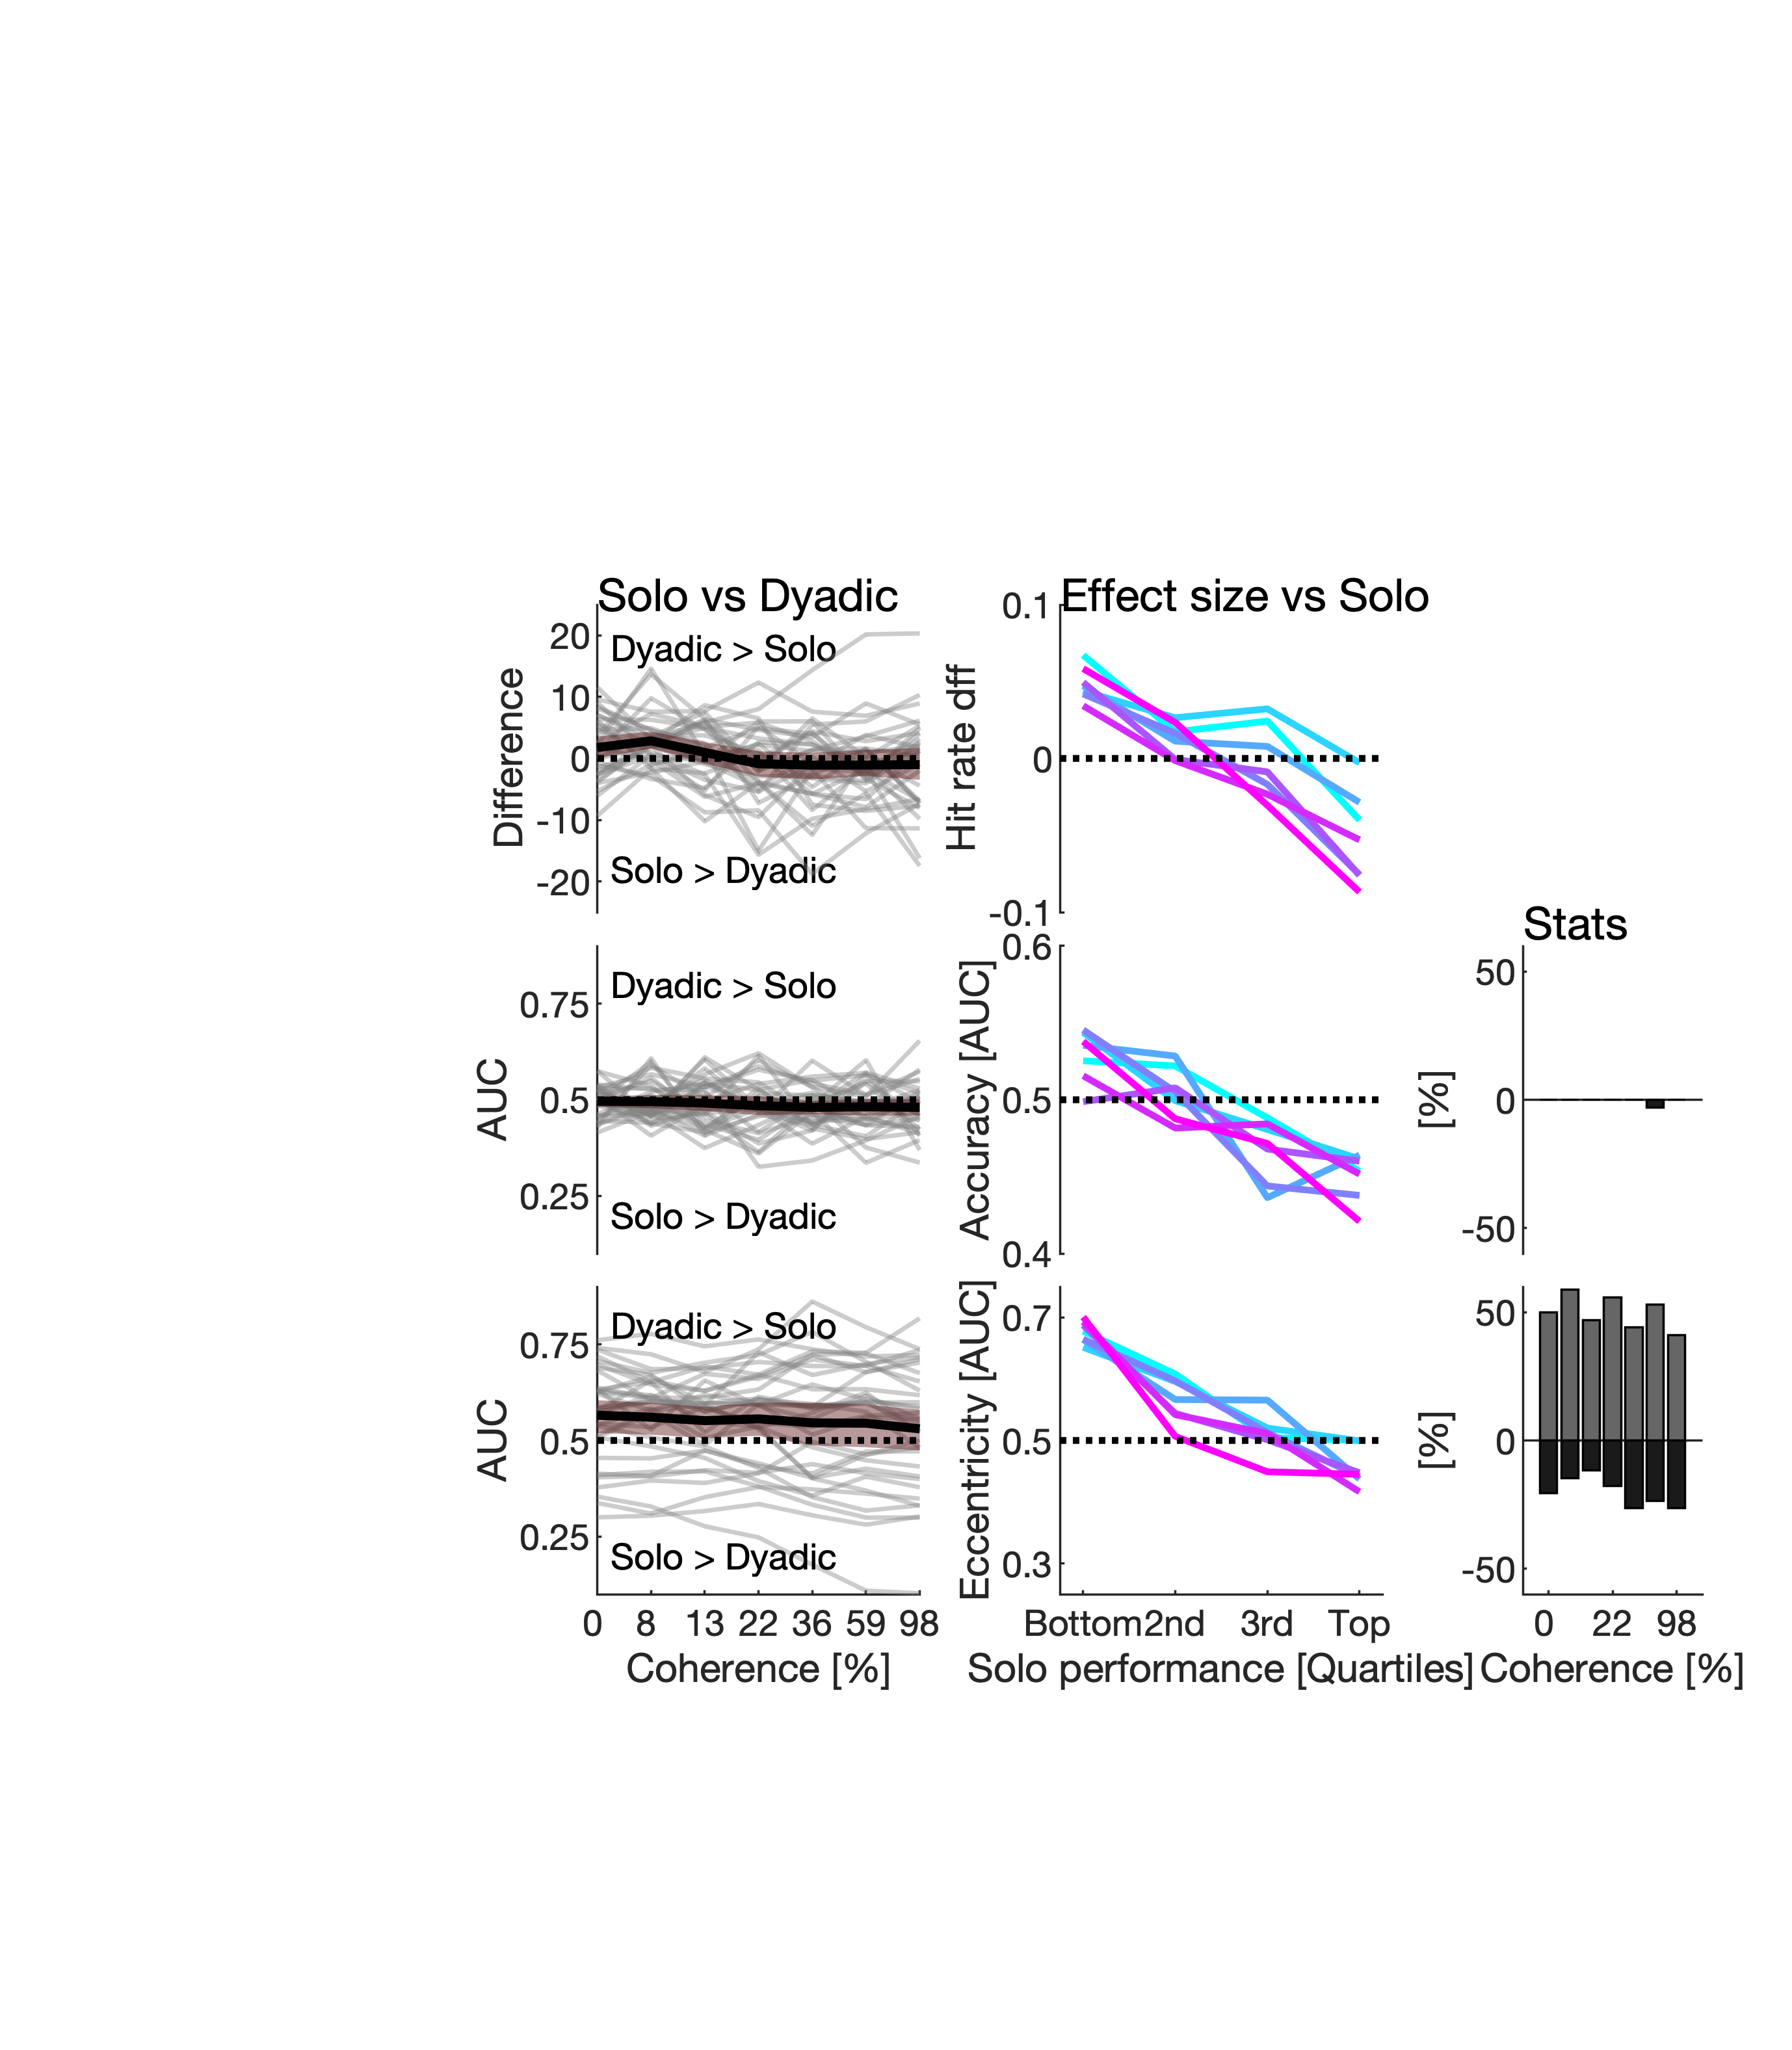 Solo vs Dyadic
Effect size vs Solo
Difference
20
10
0
-10
-20
Dyadic > Solo
Solo > Dyadic
Hit rate dff
0.1
0
-0.1
AUC
0.75
0.5
0.25
Dyadic > Solo
Solo > Dyadic
Accuracy [AUC]
0.6
0.5
0.4
Stats
[%]
50
0
-50
AUC
0.75
0.5
0.25
Dyadic > Solo
Solo > Dyadic
0 8 13 22 36 59 98
Coherence [%]
Eccentricity [AUC]
0.7
0.5
0.3
Bottom 2nd 3rd Top
Solo performance [Quartiles]
[%]
50
0
-50
0 22 98
Coherence [%]